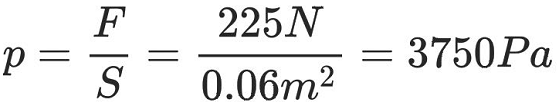 p = F/S = 225N/0.06m² = 3750Pa